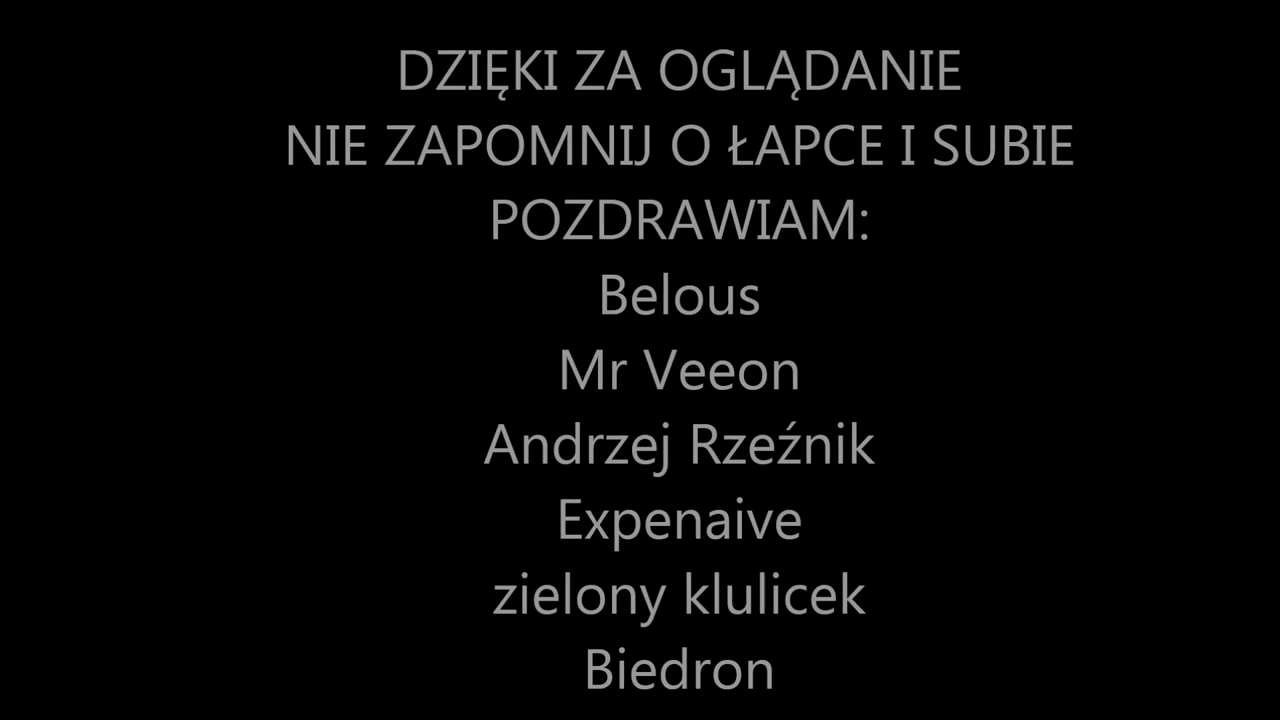 DZIĘKI ZA OGLĄDANIE
NIE ZAPOMNIJ O ŁAPCE I SUBIE
POZDRAWIAM:
Belous
Mr Veeon
Andrzej Rzeźnik
Expenaive
zielony klulicek
Biedron